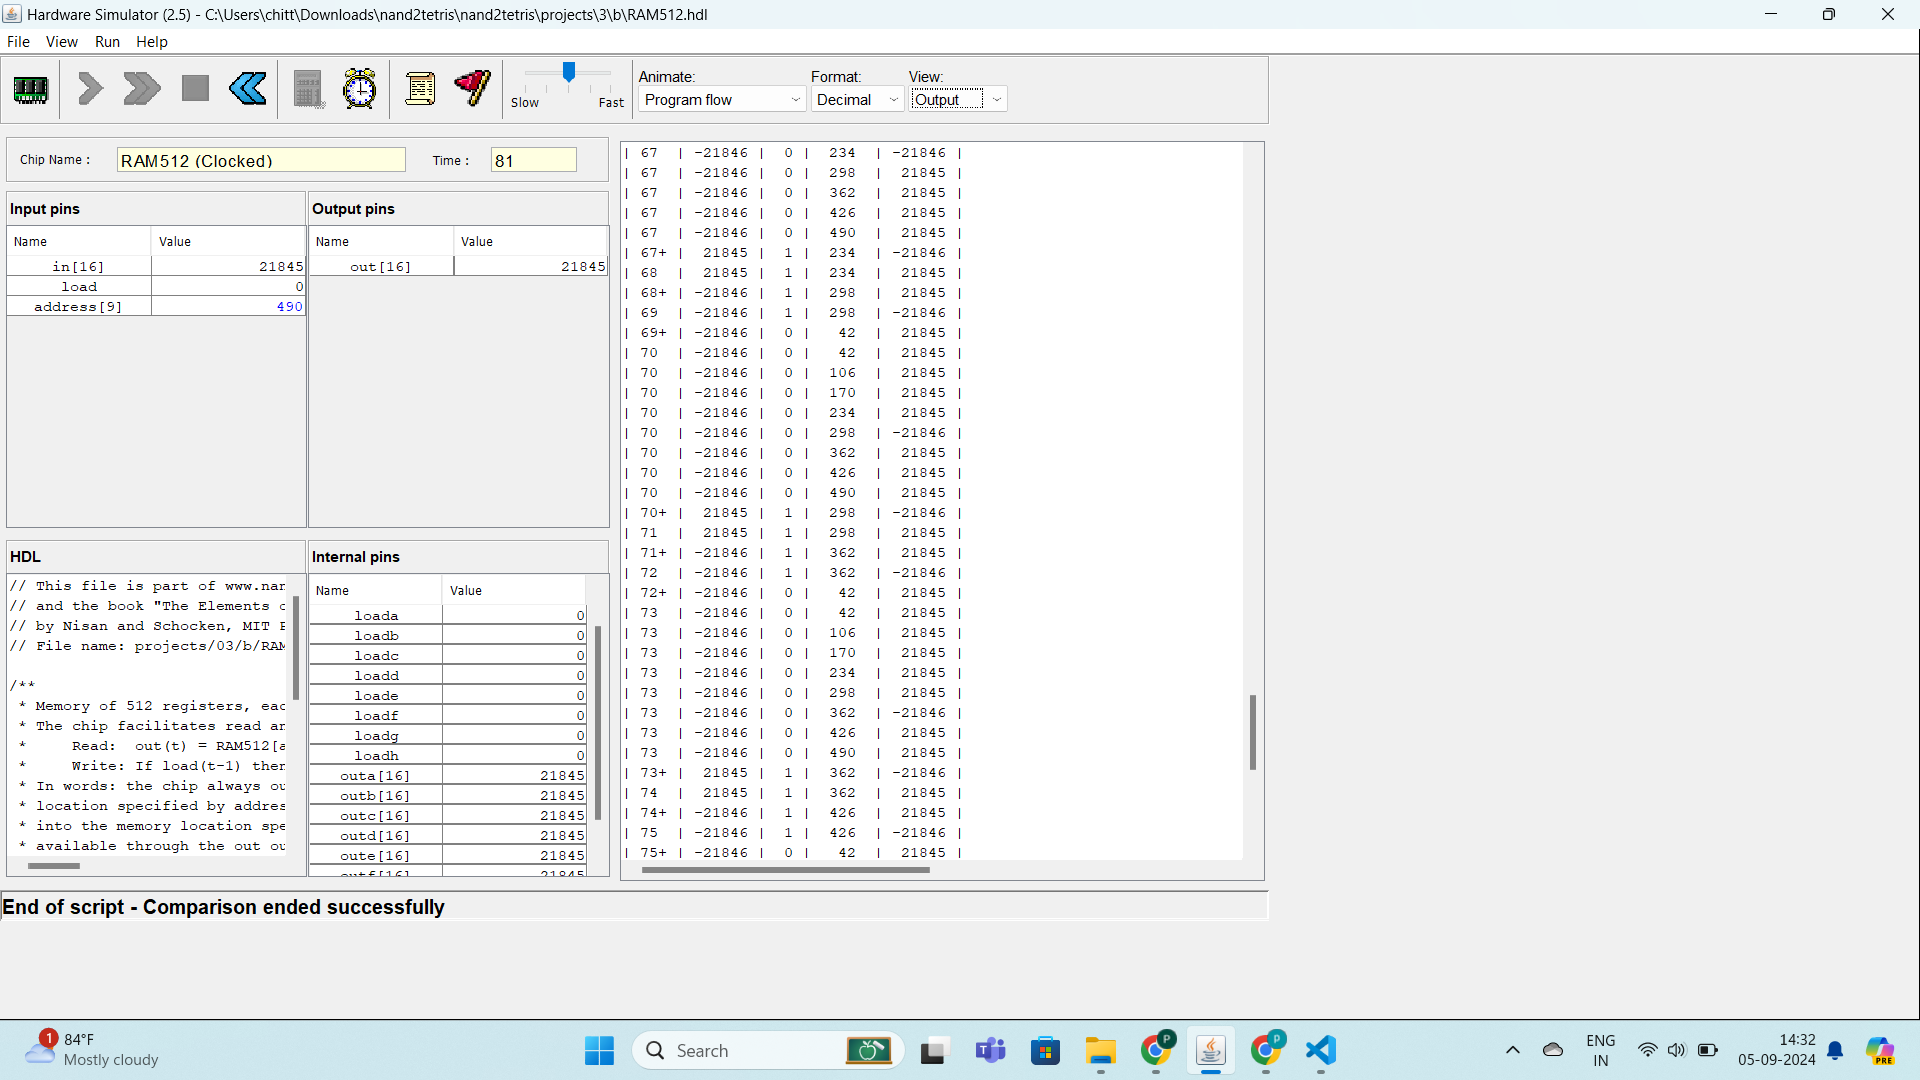 Hardware Simulator (2.5) - C:\Users\chitt\Downloads\nand2tetris\nand2tetris\projects\3\b\RAM512.hdl
File View Run Help
Slow Fast
Animate: Format: View:
Program flow Decimal Output
Chip Name : RAM512 (Clocked) Time : 81
Input pins
Name Value
in[16] 21845
load 0
address[9] 490
Output pins
Name Value
out[16] 21845
HDL
// This file is part of www.nan
// and the book "The Elements o
// by Nisan and Schocken, MIT P
// File name: projects/03/b/RAM
/**
* Memory of 512 registers, eac
* The chip facilitates read an
* Read: out(t) = RAM512[a
* Write: If load(t-1) then
* In words: the chip always ou
* location specified by addres
* into the memory location spe
* available through the out ou
Internal pins
Name Value
loada 0
loadb 0
loadc 0
loadd 0
loade 0
loadf 0
loadg 0
loadh 0
outa[16] 21845
outb[16] 21845
outc[16] 21845
outd[16] 21845
oute[16] 21845
outf[16] 21845
| 67 | -21846 | 0 | 234 | -21846 |
| 67 | -21846 | 0 | 298 | 21845 |
| 67 | -21846 | 0 | 362 | 21845 |
| 67 | -21846 | 0 | 426 | 21845 |
| 67 | -21846 | 0 | 490 | 21845 |
| 67+ | 21845 | 1 | 234 | -21846 |
| 68 | 21845 | 1 | 234 | 21845 |
| 68+ | -21846 | 1 | 298 | 21845 |
| 69 | -21846 | 1 | 298 | -21846 |
| 69+ | -21846 | 0 | 42 | 21845 |
| 70 | -21846 | 0 | 42 | 21845 |
| 70 | -21846 | 0 | 106 | 21845 |
| 70 | -21846 | 0 | 170 | 21845 |
| 70 | -21846 | 0 | 234 | 21845 |
| 70 | -21846 | 0 | 298 | -21846 |
| 70 | -21846 | 0 | 362 | 21845 |
| 70 | -21846 | 0 | 426 | 21845 |
| 70 | -21846 | 0 | 490 | 21845 |
| 70+ | 21845 | 1 | 298 | -21846 |
| 71 | 21845 | 1 | 298 | 21845 |
| 71+ | -21846 | 1 | 362 | 21845 |
| 72 | -21846 | 1 | 362 | -21846 |
| 72+ | -21846 | 0 | 42 | 21845 |
| 73 | -21846 | 0 | 42 | 21845 |
| 73 | -21846 | 0 | 106 | 21845 |
| 73 | -21846 | 0 | 170 | 21845 |
| 73 | -21846 | 0 | 234 | 21845 |
| 73 | -21846 | 0 | 298 | 21845 |
| 73 | -21846 | 0 | 362 | -21846 |
| 73 | -21846 | 0 | 426 | 21845 |
| 73 | -21846 | 0 | 490 | 21845 |
| 73+ | 21845 | 1 | 362 | -21846 |
| 74 | 21845 | 1 | 362 | 21845 |
| 74+ | -21846 | 1 | 426 | 21845 |
| 75 | -21846 | 1 | 426 | -21846 |
| 75+ | -21846 | 0 | 42 | 21845 |
End of script - Comparison ended successfully
1
84°F
Mostly cloudy
Search
P
P
ENG
IN
14:32
05-09-2024
PRE